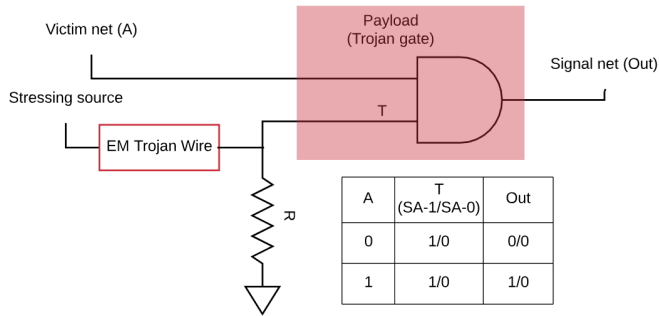 Victim net (A)
Payload
(Trojan gate)
Signal net (Out)
Stressing source
T
EM Trojan Wire
R
A T Out
(SA-1/SA-0)
0 1/0 0/0
1 1/0 1/0